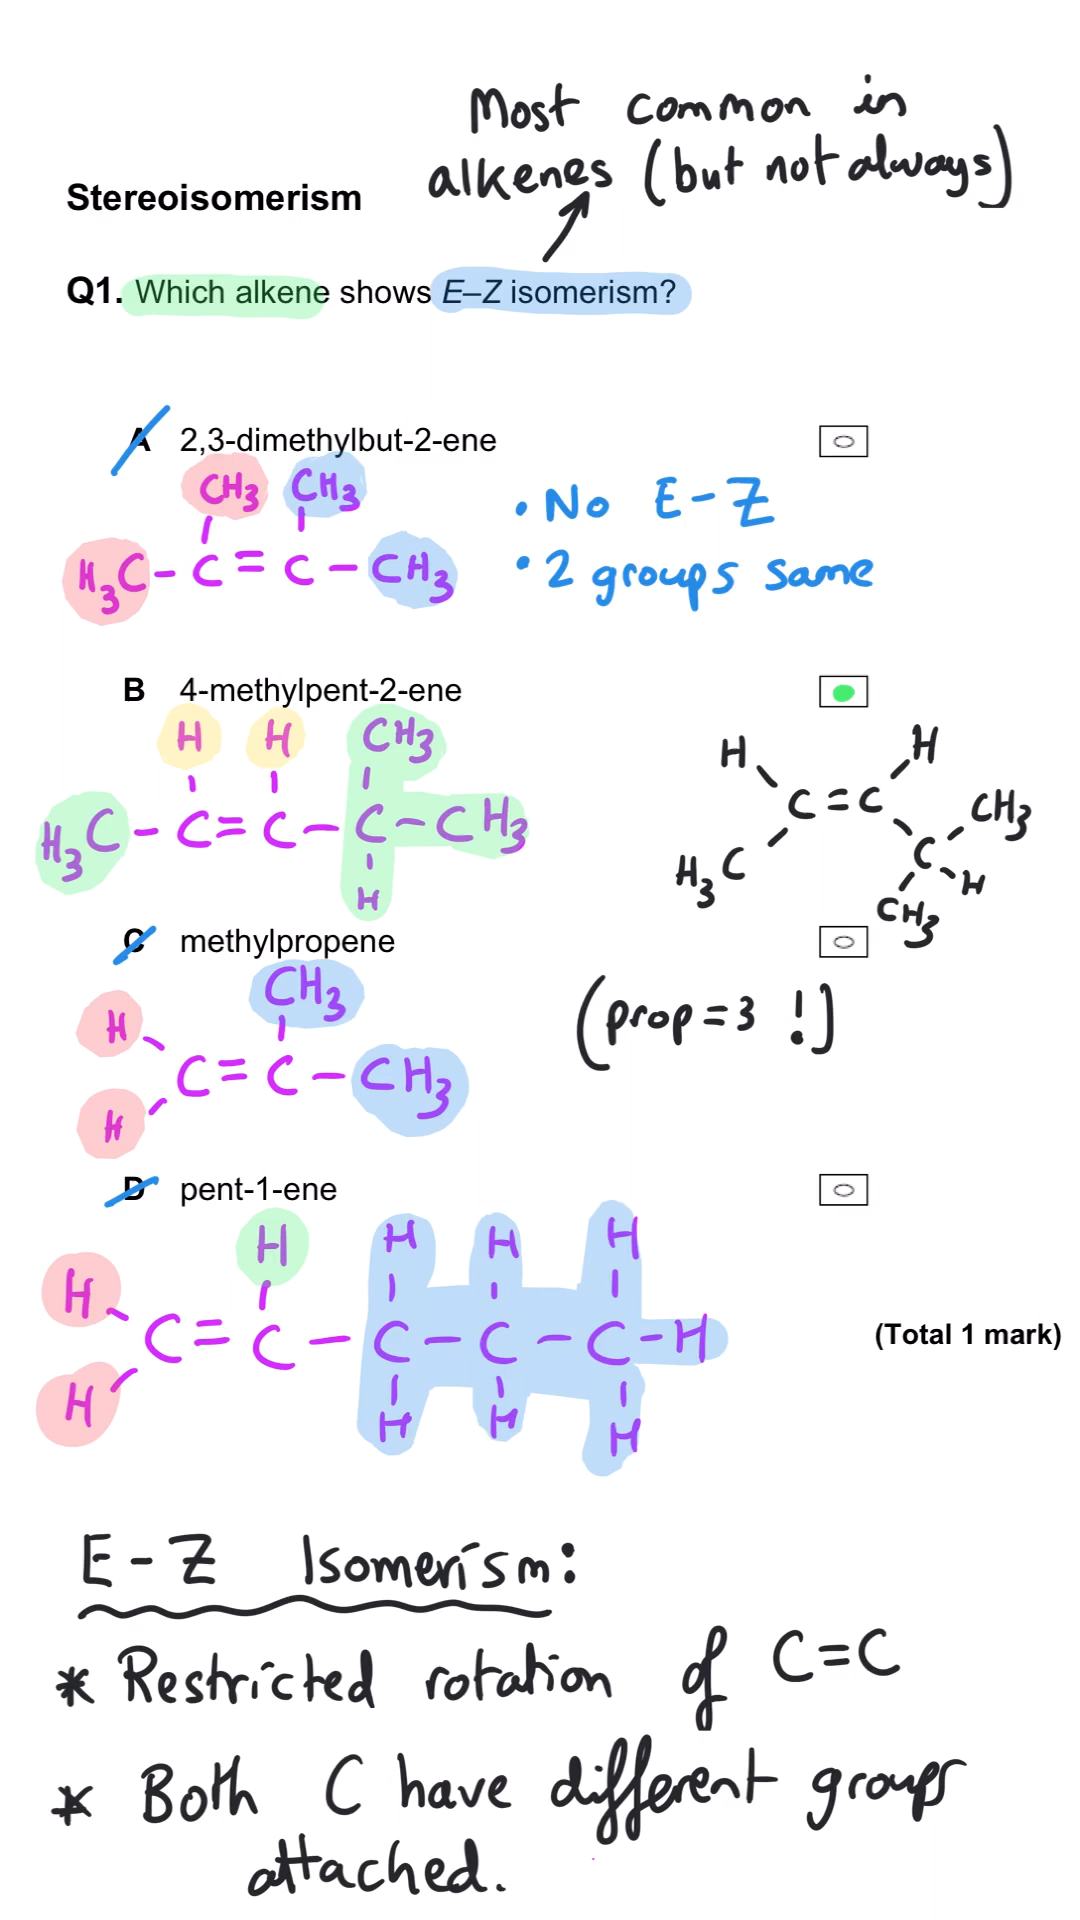 Most common in
alkenes (but not always)
Stereoisomerism
Q1. Which alkene shows E–Z isomerism?
A 2,3-dimethylbut-2-ene
CH3 CH3
H3C - C = C - CH3
• No E-Z
• 2 groups same
B 4-methylpent-2-ene
H H CH3
H3C - C = C - C - CH3
H
H H
C = C
H3C C CH3
H
CH3
C methylpropene
CH3
H
C = C - CH3
H
(prop = 3 !)
D pent-1-ene
H H H H
H
C = C - C - C - C - H
H
H H H
(Total 1 mark)
E-Z Isomerism:
* Restricted rotation of C=C
* Both C have different groups
attached.